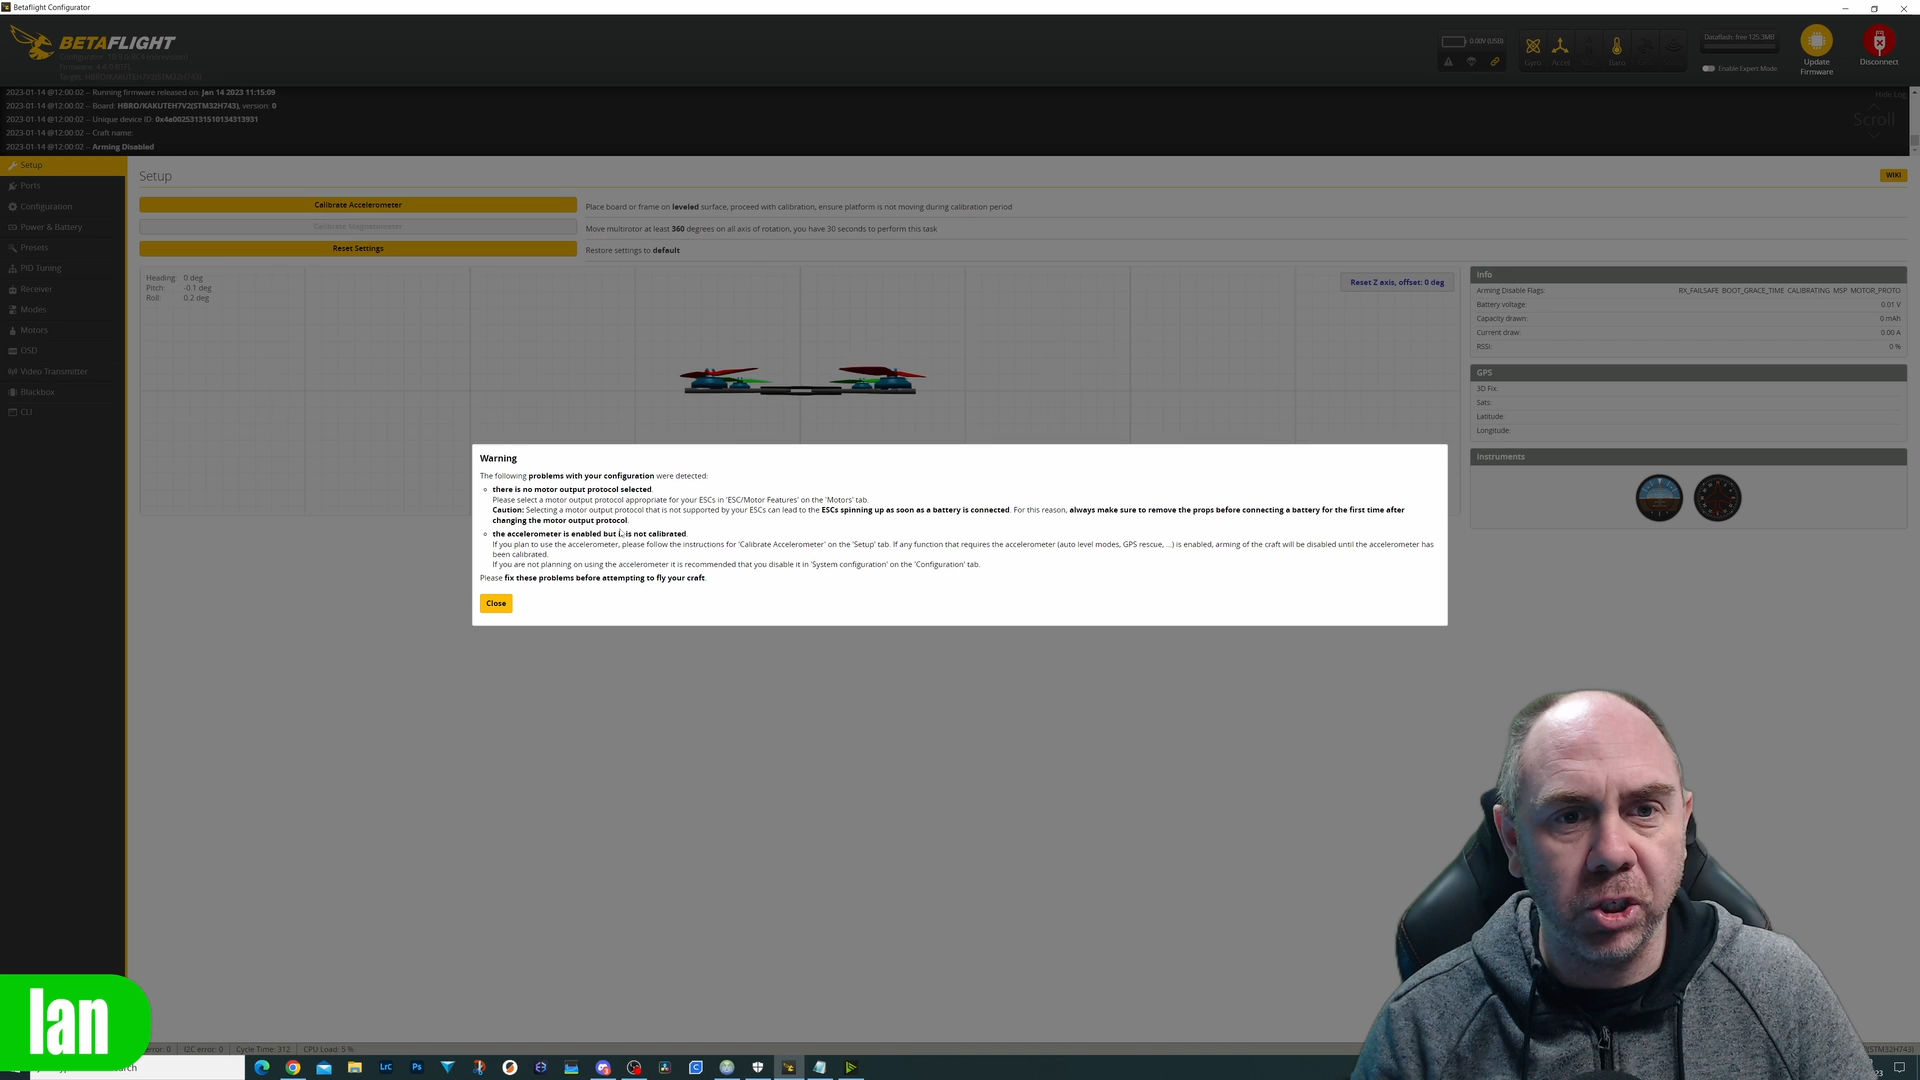 Betaflight Configurator
BETAFLIGHT
0.00V (USB)
Gyro
Accel
Baro
Dataflash: free 125.3MB
Enable Expert Mode
Update
Firmware
Disconnect
2023-01-14 @12:00:02 -- Running firmware released on: Jan 14 2023 11:15:09
2023-01-14 @12:00:02 -- Board: HBRO/KAKUTEH7V2(STM32H743), version: 0
2023-01-14 @12:00:02 -- Unique device ID: 0x4a00253131510134313931
2023-01-14 @12:00:02 -- Craft name:
2023-01-14 @12:00:02 -- Arming Disabled
Hide Log
Scroll
Setup
Ports
Configuration
Power & Battery
Presets
PID Tuning
Receiver
Modes
Motors
OSD
Video Transmitter
Blackbox
CLI
Setup
WIKI
Calibrate Accelerometer
Place board or frame on leveled surface, proceed with calibration, ensure platform is not moving during calibration period
Calibrate Magnetometer
Move multirotor at least 360 degrees on all axis of rotation, you have 30 seconds to perform this task
Reset Settings
Restore settings to default
Heading: 0 deg
Pitch: -0.1 deg
Roll: 0.2 deg
Reset Z axis, offset: 0 deg
Info
Arming Disable Flags: RX_FAILSAFE BOOT_GRACE_TIME CALIBRATING MSP MOTOR_PROTO
Battery voltage: 0.01 V
Capacity drawn: 0 mAh
Current draw: 0.00 A
RSSI: 0 %
GPS
3D Fix:
Sats:
Latitude:
Longitude:
Instruments
Warning
The following problems with your configuration were detected:
there is no motor output protocol selected.
Please select a motor output protocol appropriate for your ESCs in 'ESC/Motor Features' on the 'Motors' tab.
Caution: Selecting a motor output protocol that is not supported by your ESCs can lead to the ESCs spinning up as soon as a battery is connected. For this reason, always make sure to remove the props before connecting a battery for the first time after
changing the motor output protocol.
the accelerometer is enabled but it is not calibrated.
If you plan to use the accelerometer, please follow the instructions for 'Calibrate Accelerometer' on the 'Setup' tab. If any function that requires the accelerometer (auto level modes, GPS rescue, ...) is enabled, arming of the craft will be disabled until the accelerometer has
been calibrated.
If you are not planning on using the accelerometer it is recommended that you disable it in 'System configuration' on the 'Configuration' tab.
Please fix these problems before attempting to fly your craft.
Close
Ian
error: 0 I2C error: 0 Cycle Time: 312 CPU Load: 5 %
LrC
Ps